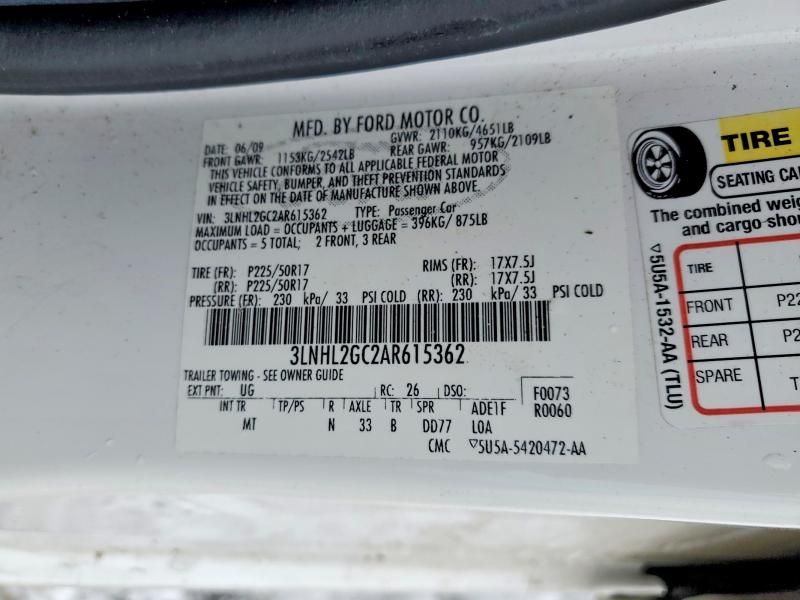 MFD. BY FORD MOTOR CO.
DATE: 06/09 GVWR: 2110KG/4651LB
FRONT GAWR: 1153KG/2542LB REAR GAWR: 957KG/2109LB
THIS VEHICLE CONFORMS TO ALL APPLICABLE FEDERAL MOTOR
VEHICLE SAFETY, BUMPER, AND THEFT PREVENTION STANDARDS
IN EFFECT ON THE DATE OF MANUFACTURE SHOWN ABOVE.
VIN: 3LNHL2GC2AR615362 TYPE: Passenger Car
MAXIMUM LOAD = OCCUPANTS + LUGGAGE = 396KG/ 875LB
OCCUPANTS = 5 TOTAL; 2 FRONT, 3 REAR
TIRE (FR): P225/50R17 RIMS (FR): 17X7.5J
(RR): P225/50R17 (RR): 17X7.5J
PRESSURE (FR): 230 kPa/ 33 PSI COLD (RR): 230 kPa/ 33 PSI COLD
3LNHL2GC2AR615362
TRAILER TOWING - SEE OWNER GUIDE
EXT PNT: UG RC: 26 DSO: F0073
R0060
INT TR TP/PS R AXLE TR SPR ADE1F
MT N 33 B DD77 LOA
CMC ▽5U5A-5420472-AA
TIRE
SEATING CA
The combined weig
and cargo sho
▽5U5A-1532-AA (TLU)
TIRE
FRONT P22
REAR P2
SPARE T